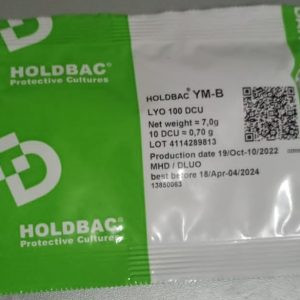 HOLDBAC®
Protective Cultures
HOLDBAC® YM-B
LYO 100 DCU
Net weight = 7,0g
10 DCU = 0,70 g
LOT 4114289813
Production date 19/Oct-10/2022
MHD / DLUO
best before 18/Apr-04/2024
13850063
HOLDBAC®
Protective Cultures